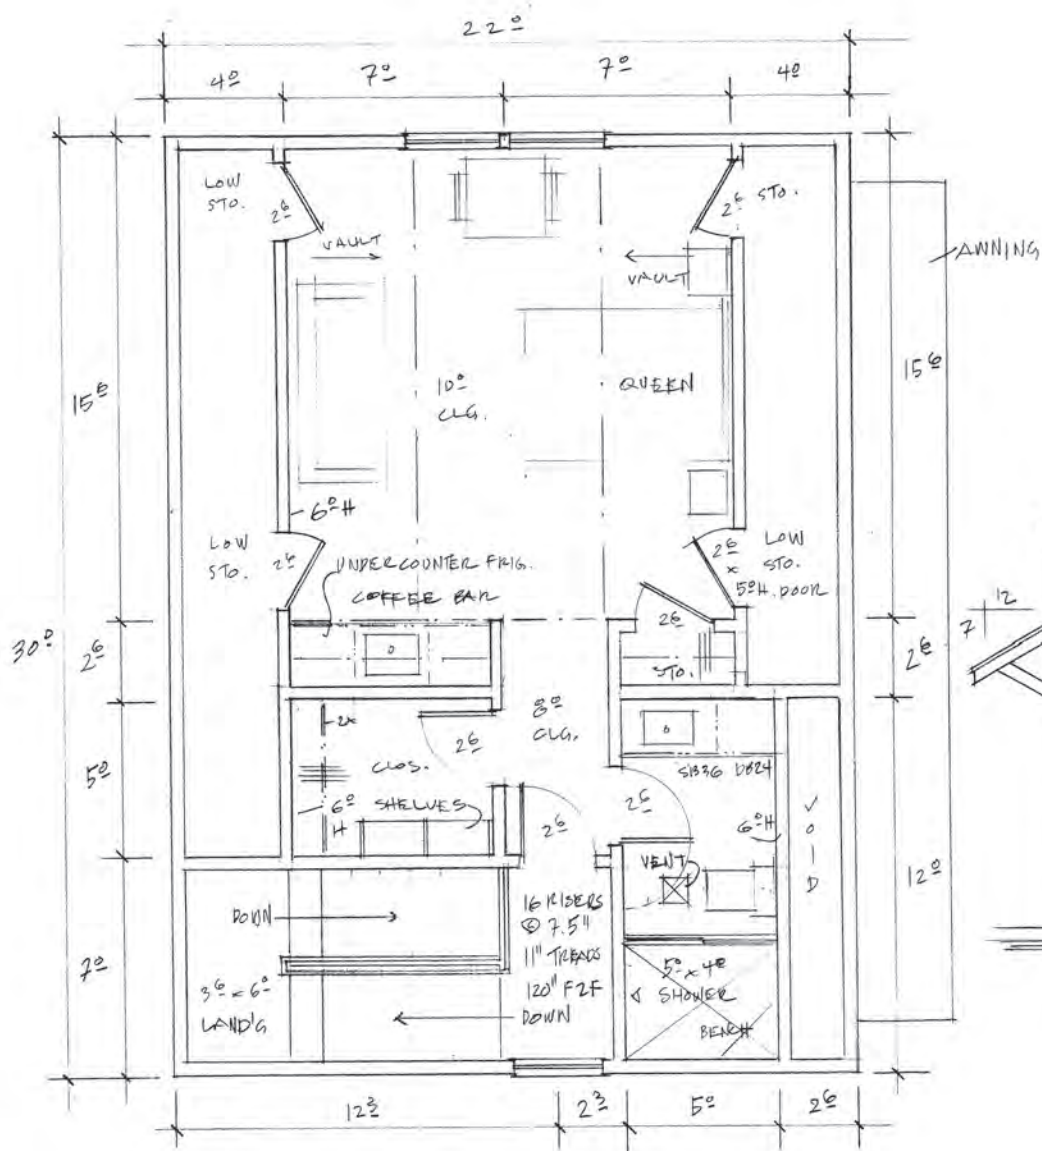 22⁰
4⁰ 7⁰ 7⁰ 4⁰
LOW
STO.
2⁶
VAULT
2⁶ STO.
VAULT
AWNING
15⁶
10⁰
CLG.
QUEEN
15⁶
6⁰H
LOW
STO.
2⁶
UNDERCOUNTER FRIG.
COFFEE BAR
2⁶
x
5⁰H. DOOR
LOW
STO.
30⁰
2⁶
2⁶
STO.
2⁶
12
7
8⁰
CLG.
2x
CLOS.
2⁶
5⁰
6⁰
H
SHELVES
2⁶
2⁶
SB36 DB24
6⁰H
VENT
VOID
12⁰
DOWN
16 RISERS
@ 7.5"
11" TREADS
120" F2F
DOWN
7⁰
3⁶ x 6⁰
LAND'G
5⁰ x 4⁰
SHOWER
BENCH
12³ 2³ 5⁰ 2⁶